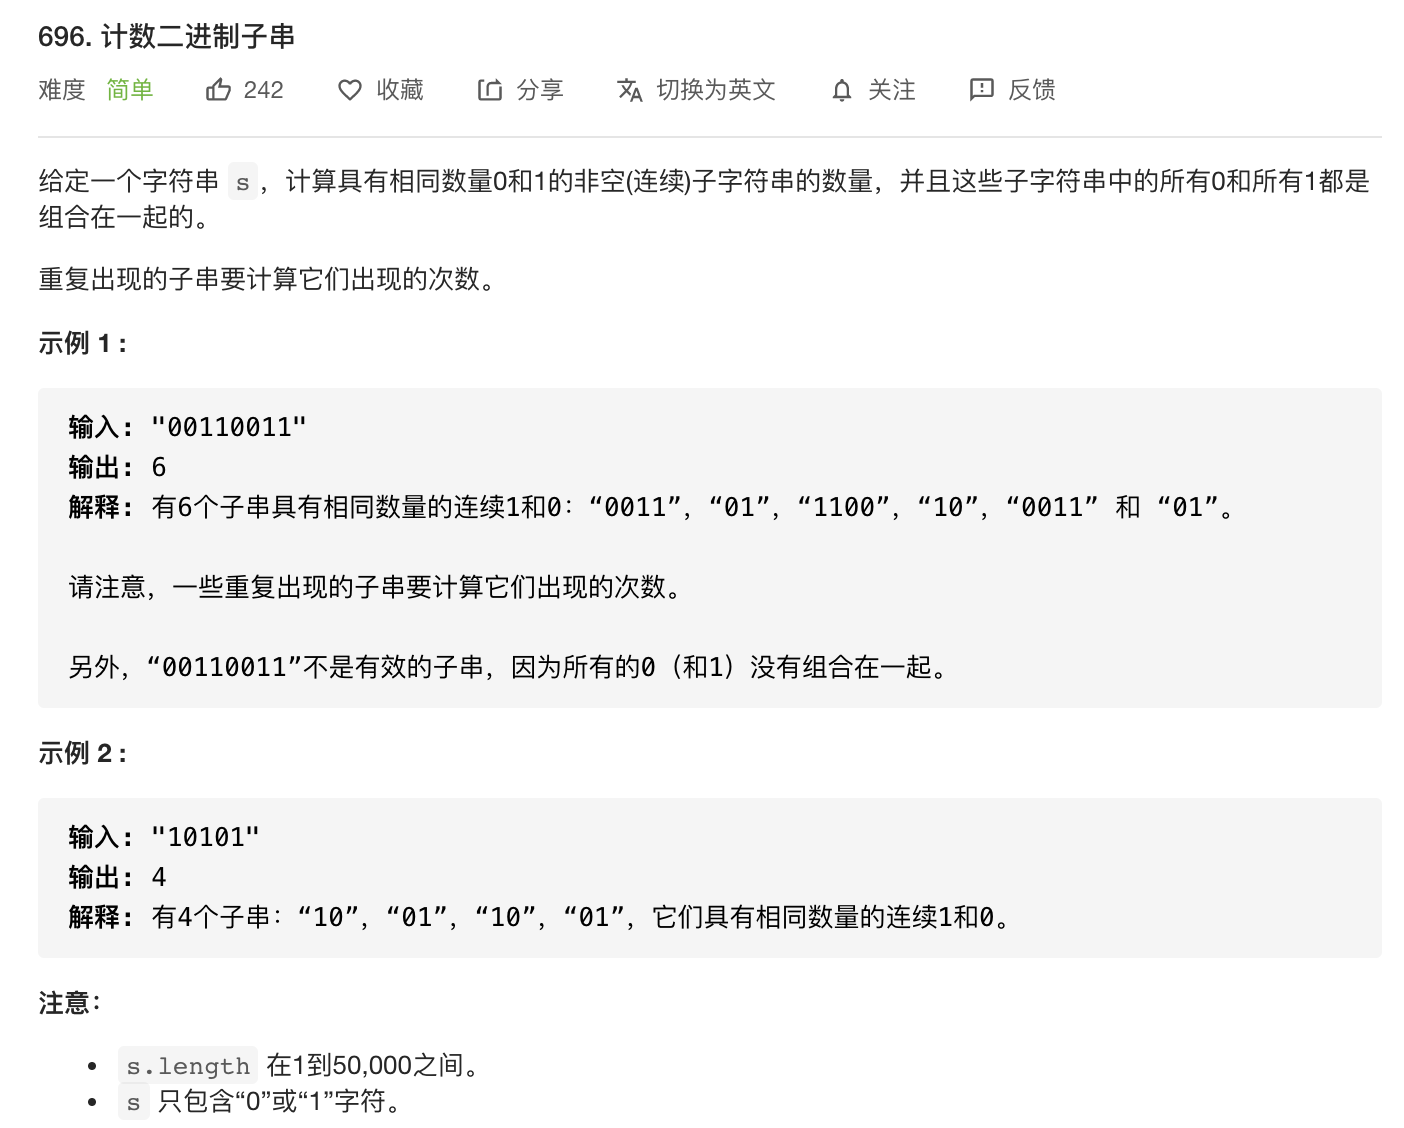 696. 计数二进制子串
难度 简单 242 收藏 分享 切换为英文 关注 反馈
给定一个字符串 s，计算具有相同数量0和1的非空(连续)子字符串的数量，并且这些子字符串中的所有0和所有1都是
组合在一起的。
重复出现的子串要计算它们出现的次数。
示例 1 :
输入: "00110011"
输出: 6
解释: 有6个子串具有相同数量的连续1和0：“0011”，“01”，“1100”，“10”，“0011” 和 “01”。
请注意，一些重复出现的子串要计算它们出现的次数。
另外，“00110011”不是有效的子串，因为所有的0（和1）没有组合在一起。
示例 2 :
输入: "10101"
输出: 4
解释: 有4个子串：“10”，“01”，“10”，“01”，它们具有相同数量的连续1和0。
注意：
• s.length 在1到50,000之间。
• s 只包含“0”或“1”字符。